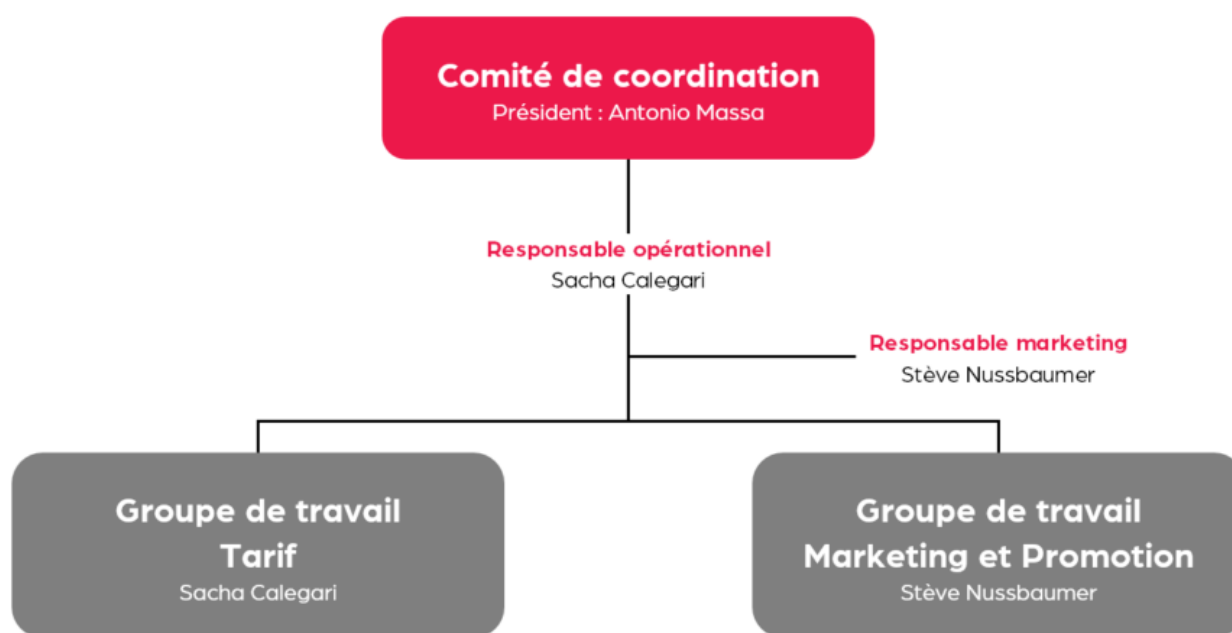 Comité de coordination
Président : Antonio Massa
Responsable opérationnel
Sacha Calegari
Responsable marketing
Stève Nussbaumer
Groupe de travail
Tarif
Sacha Calegari
Groupe de travail
Marketing et Promotion
Stève Nussbaumer